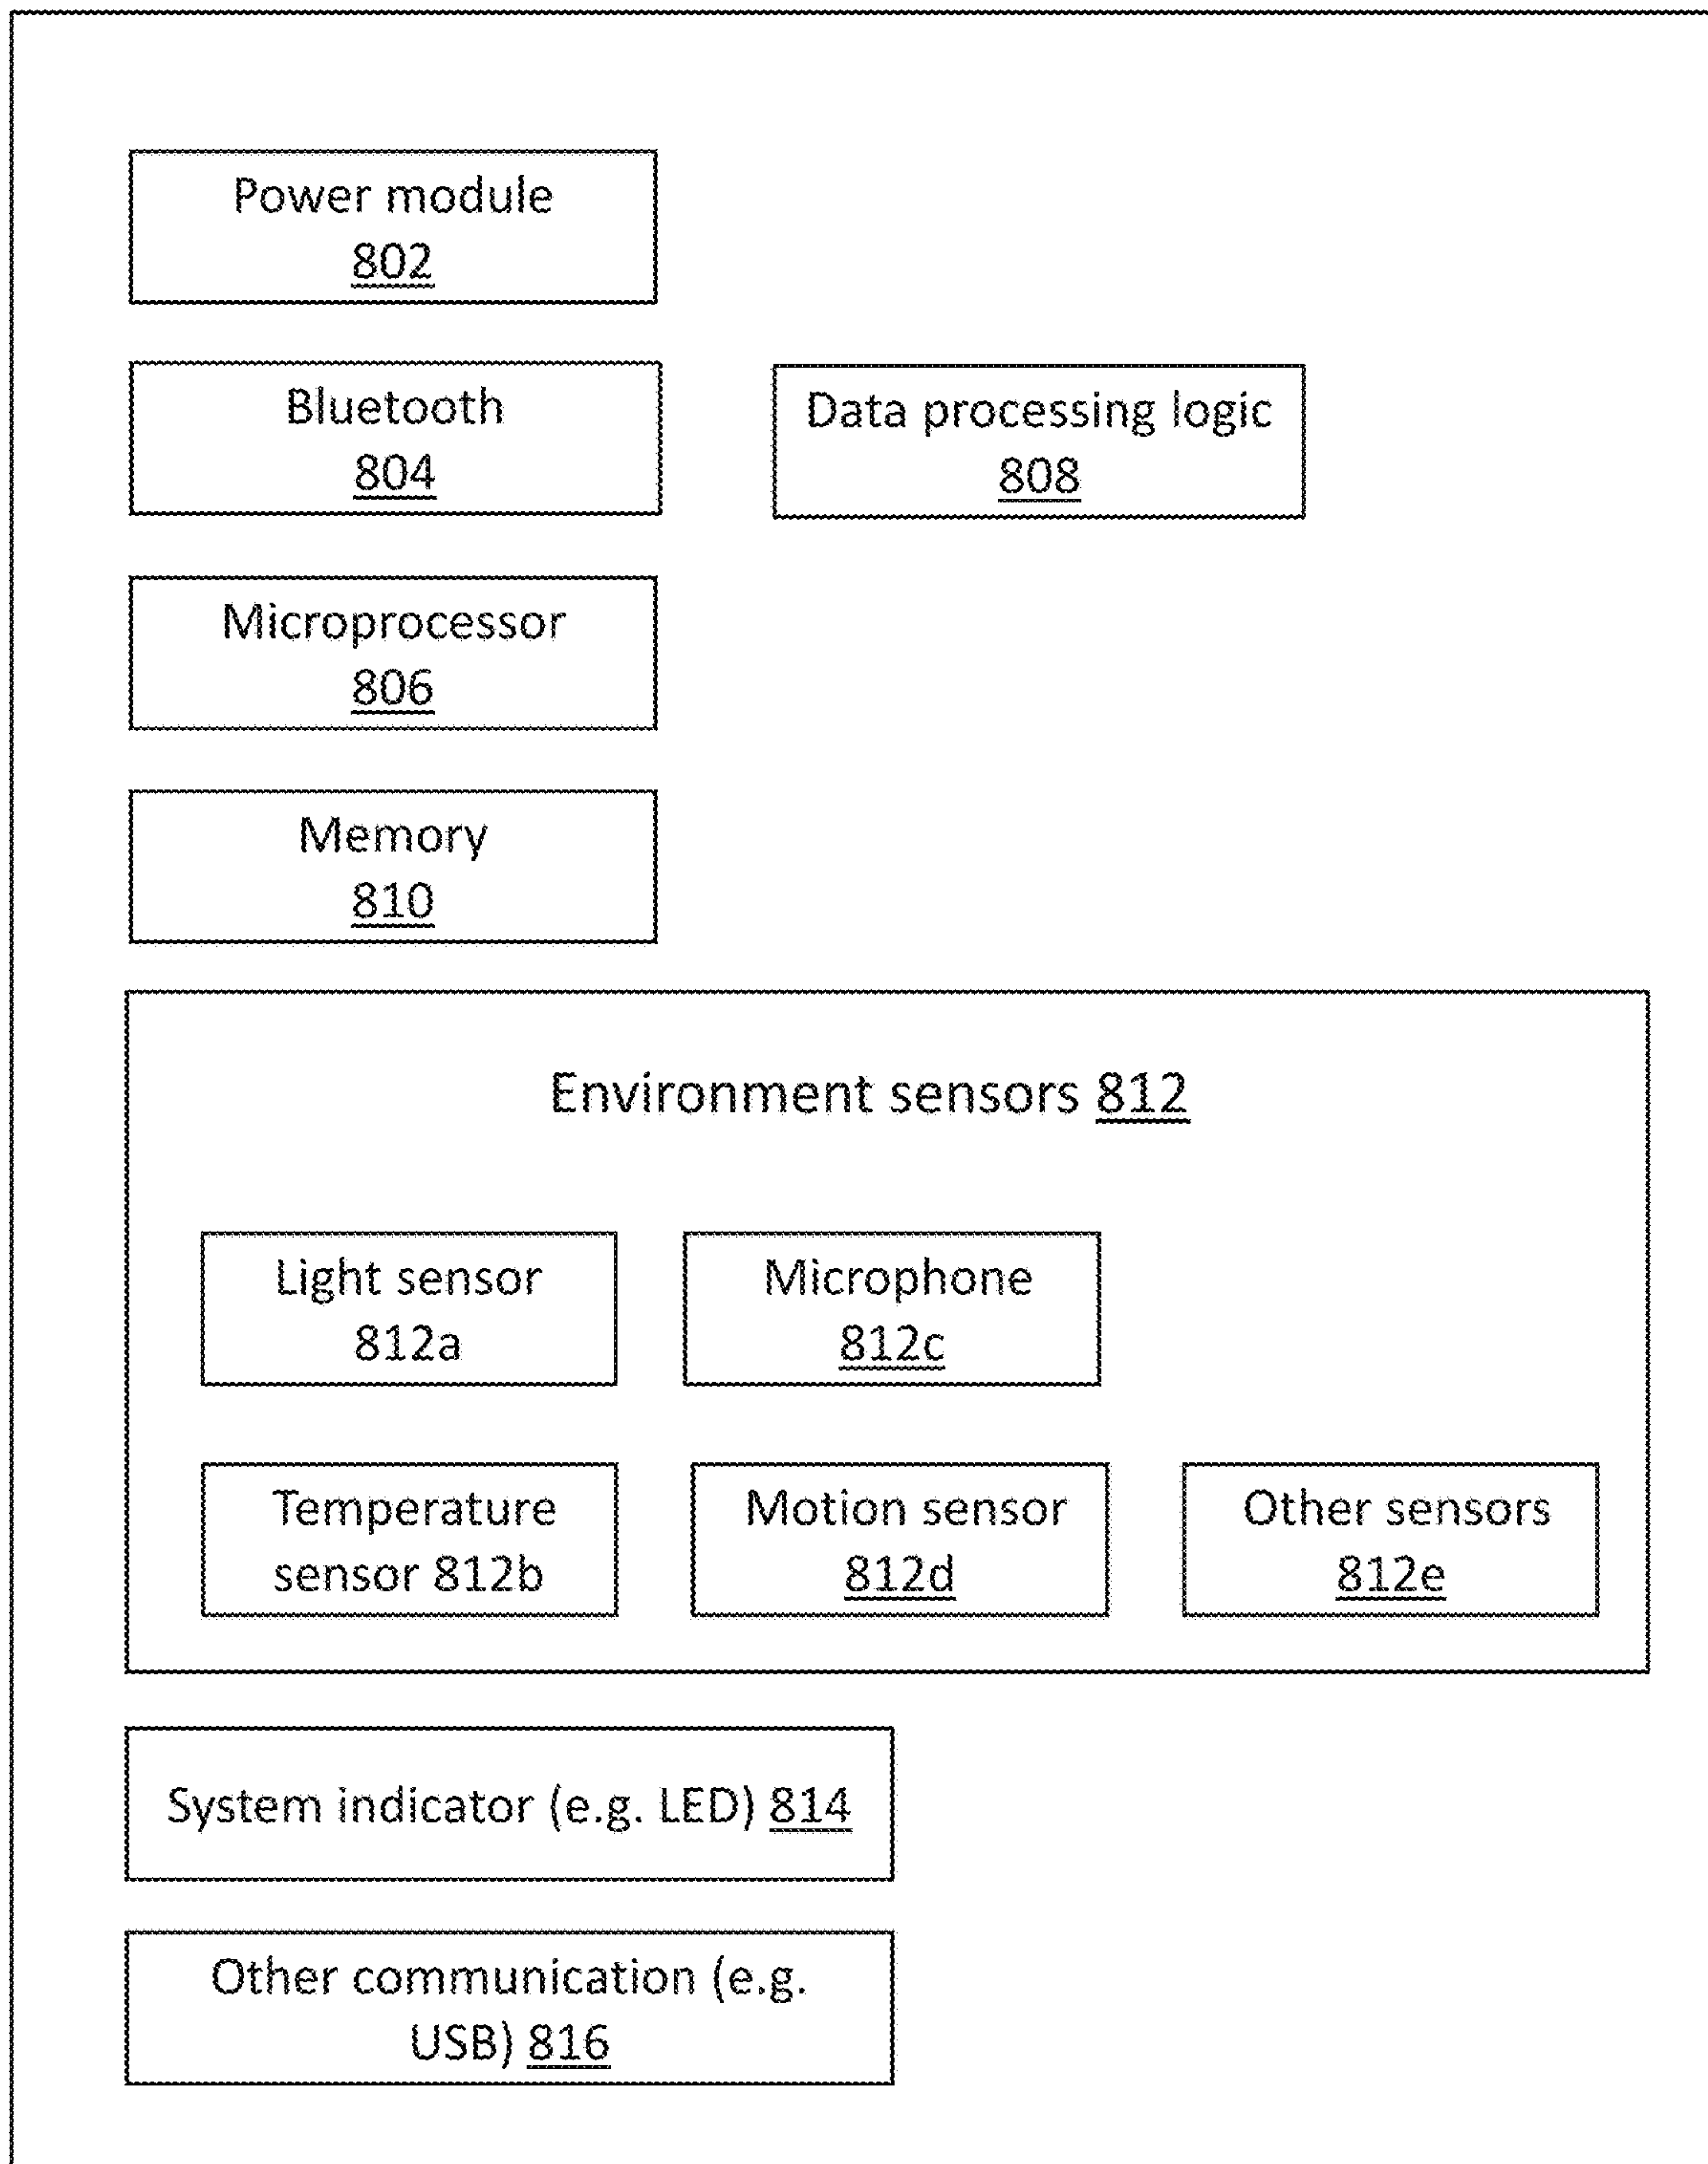 Power module
802
Bluetooth
804
Data processing logic
808
Microprocessor
806
Memory
810
Environment sensors 812
Light sensor
812a
Microphone
812c
Temperature
sensor 812b
Motion sensor
812d
Other sensors
812e
System indicator (e.g. LED) 814
Other communication (e.g.
USB) 816